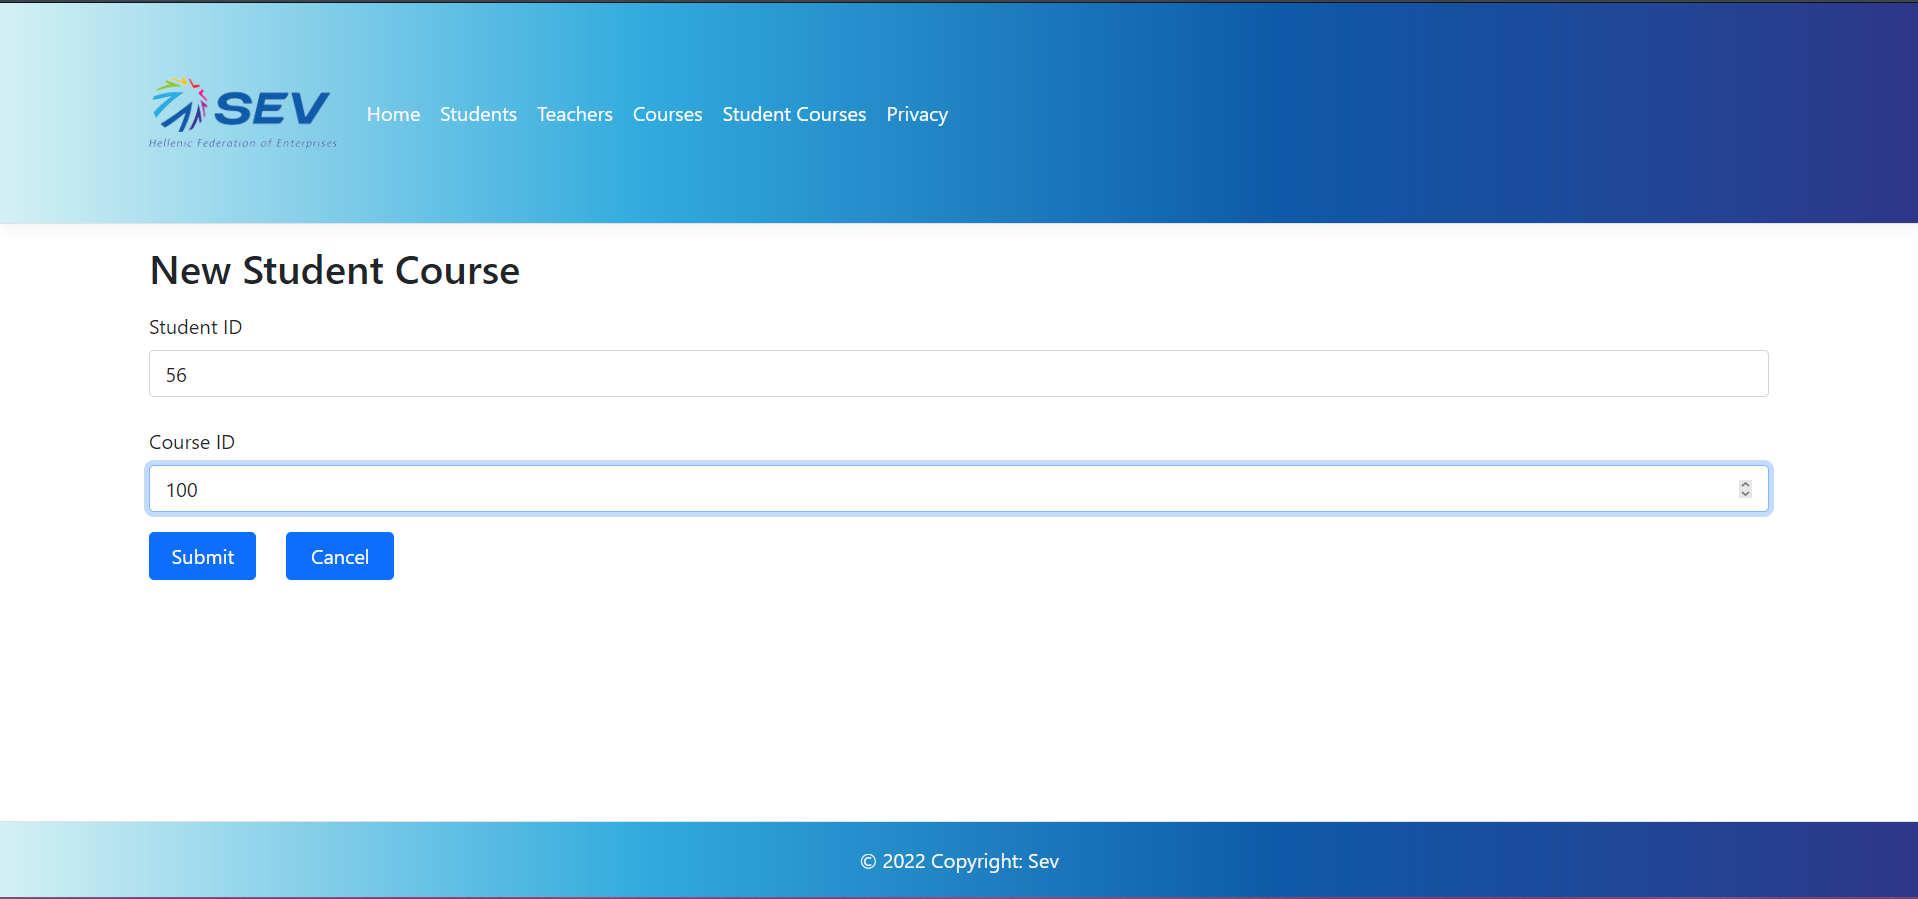 SEV
Hellenic Federation of Enterprises
Home Students Teachers Courses Student Courses Privacy
New Student Course
Student ID
56
Course ID
100
Submit Cancel
© 2022 Copyright: Sev